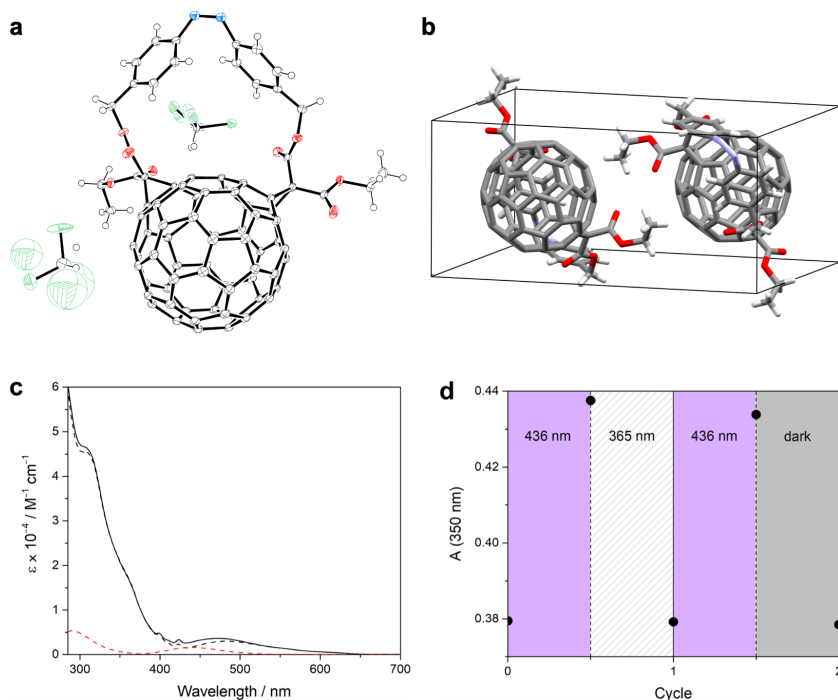 a
b
c
ε x 10⁻⁴ / M⁻¹ cm⁻¹
6
5
4
3
2
1
0
300
400
500
600
700
Wavelength / nm
d
A (350 nm)
0.44
0.42
0.40
0.38
436 nm
365 nm
436 nm
dark
0
1
2
Cycle